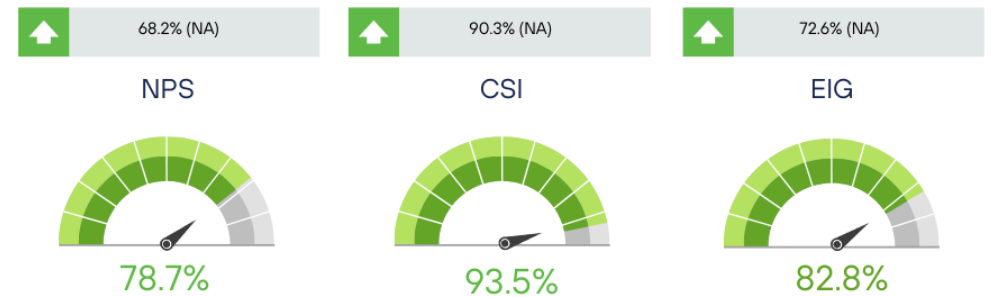 68.2% (NA)
90.3% (NA)
72.6% (NA)
NPS
CSI
EIG
78.7%
93.5%
82.8%